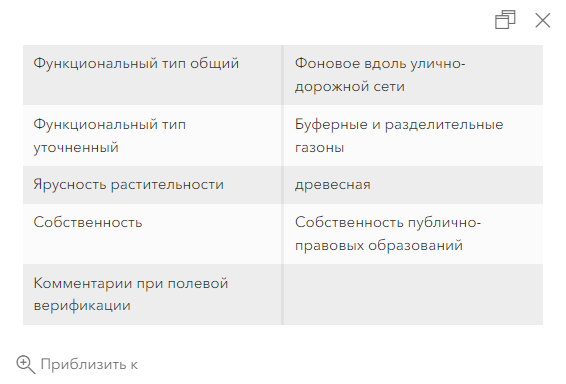 Функциональный тип общий
Фоновое вдоль улично-
дорожной сети
Функциональный тип
уточненный
Буферные и разделительные
газоны
Ярусность растительности
древесная
Собственность
Собственность публично-
правовых образований
Комментарии при полевой
верификации
Приблизить к